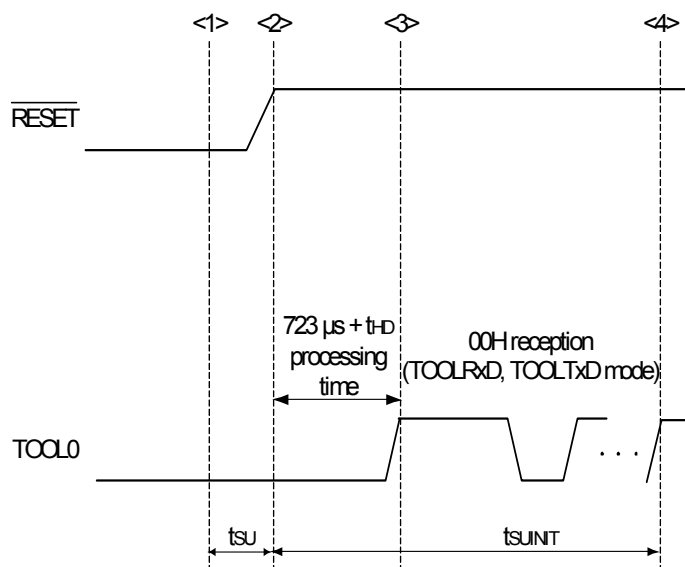 <1> <2> <3> <4>
RESET
723 µs + tHD
processing
time
00H reception
(TOOLRxD, TOOLTxD mode)
TOOL0
. . .
tSU
tSUINIT